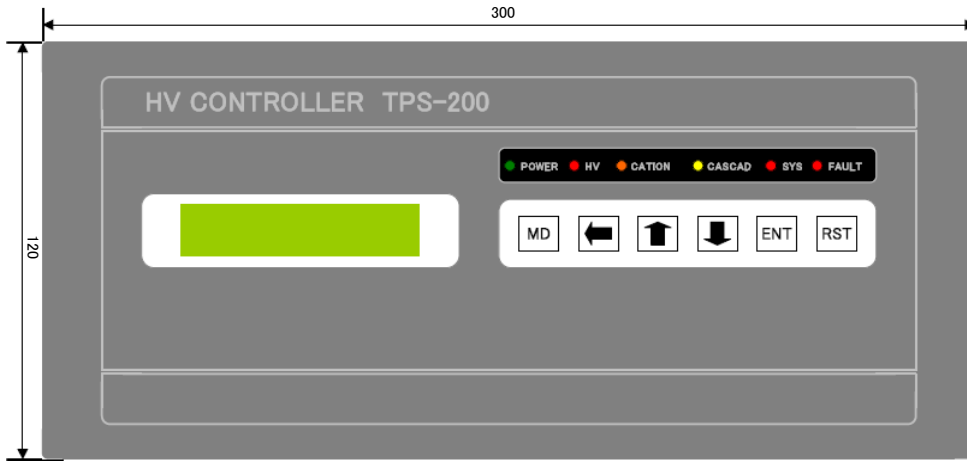 300
HV CONTROLLER TPS-200
POWER HV CATION CASCAD SYS FAULT
120
MD ENT RST